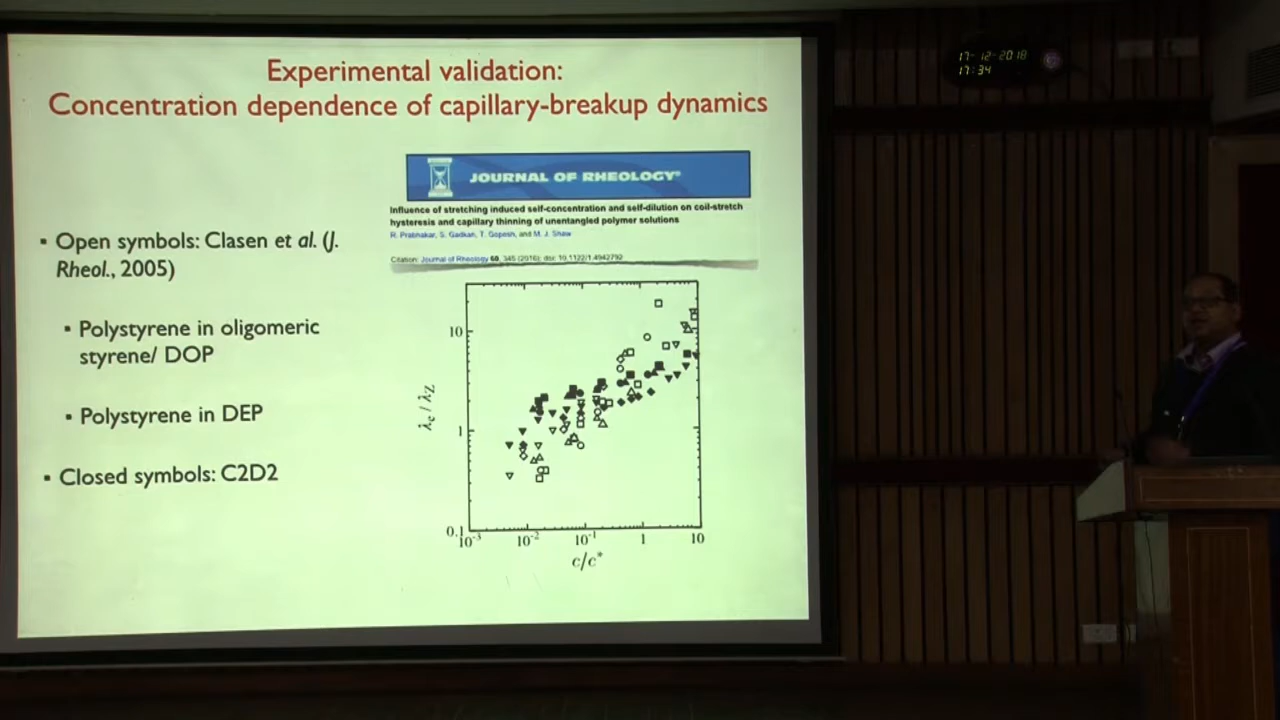 17-12-2018
17:34
Experimental validation:
Concentration dependence of capillary-breakup dynamics
JOURNAL OF RHEOLOGY
Influence of stretching induced self-concentration and self-dilution on coil-stretch
hysteresis and capillary thinning of unentangled polymer solutions
R. Prabhakar, S. Gadkari, T. Gopesh, and M. J. Shaw
Citation: Journal of Rheology 60, 345 (2016); doi: 10.1122/1.4942792
▪ Open symbols: Clasen et al. (J.
Rheol., 2005)
▪ Polystyrene in oligomeric
styrene/ DOP
▪ Polystyrene in DEP
▪ Closed symbols: C2D2
10
1
0.1
λe / λZ
10⁻³ 10⁻² 10⁻¹ 1 10
c/c*